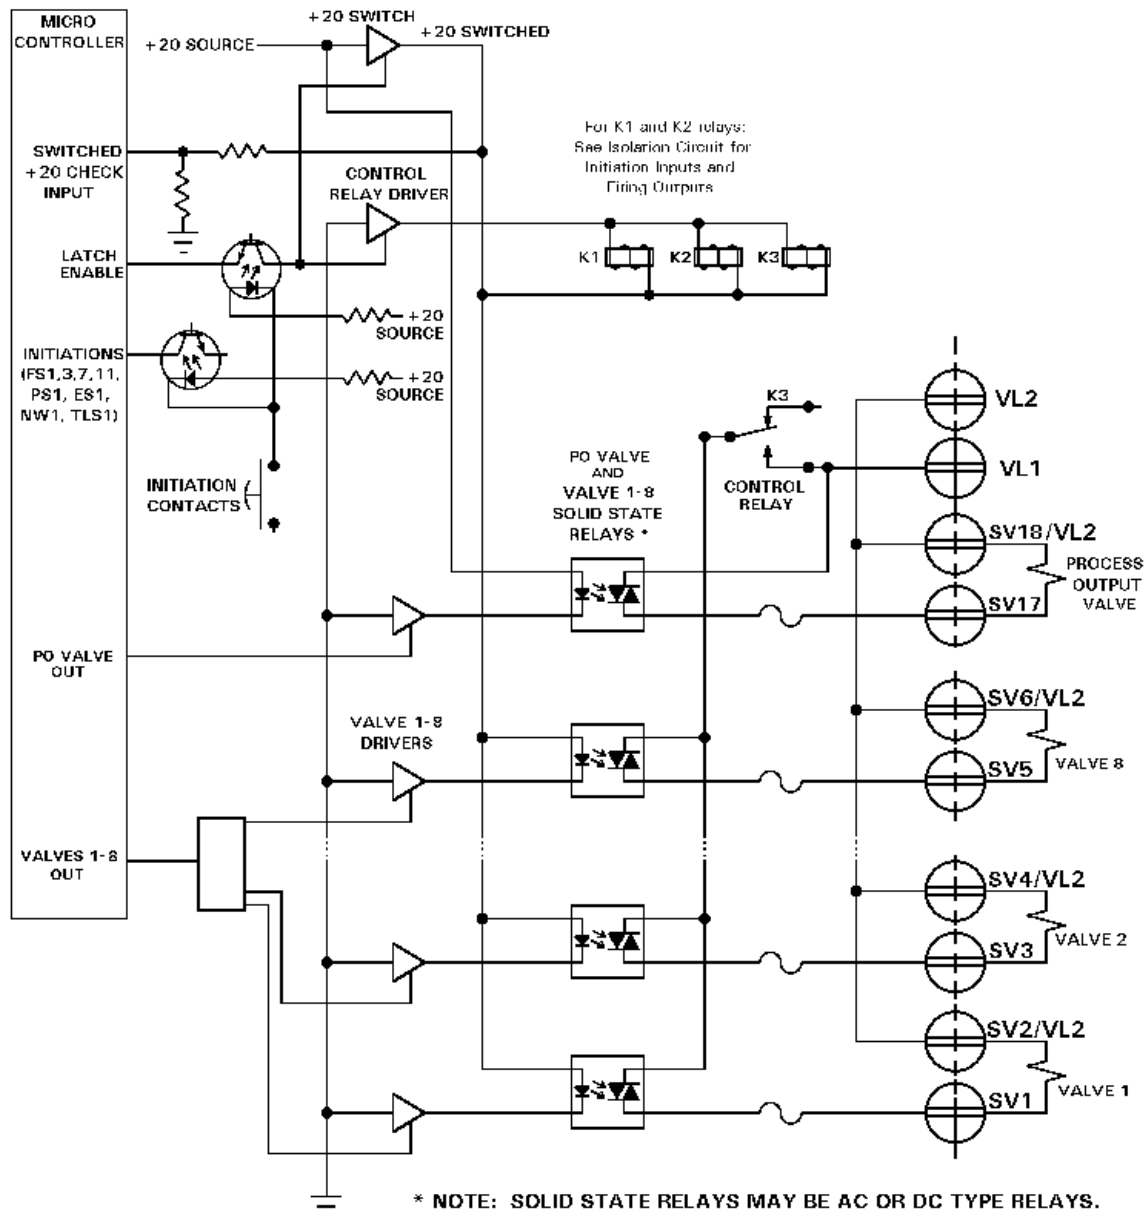 MICRO
CONTROLLER
+20 SWITCH
+20 SOURCE
+20 SWITCHED
For K1 and K2 relays:
See Isolation Circuit for
Initiation Inputs and
Firing Outputs
SWITCHED
+20 CHECK
INPUT
CONTROL
RELAY DRIVER
LATCH
ENABLE
K1
K2
K3
+20
SOURCE
INITIATIONS
(FS1,3,7,11,
PS1, ES1,
NW1, TLS1)
+20
SOURCE
K3
VL2
VL1
INITIATION
CONTACTS
PO VALVE
AND
VALVE 1-8
SOLID STATE
RELAYS *
CONTROL
RELAY
SV18/VL2
PROCESS
OUTPUT
VALVE
SV17
PO VALVE
OUT
VALVE 1-8
DRIVERS
SV6/VL2
VALVE 8
SV5
VALVES 1-8
OUT
SV4/VL2
VALVE 2
SV3
SV2/VL2
VALVE 1
SV1
* NOTE: SOLID STATE RELAYS MAY BE AC OR DC TYPE RELAYS.